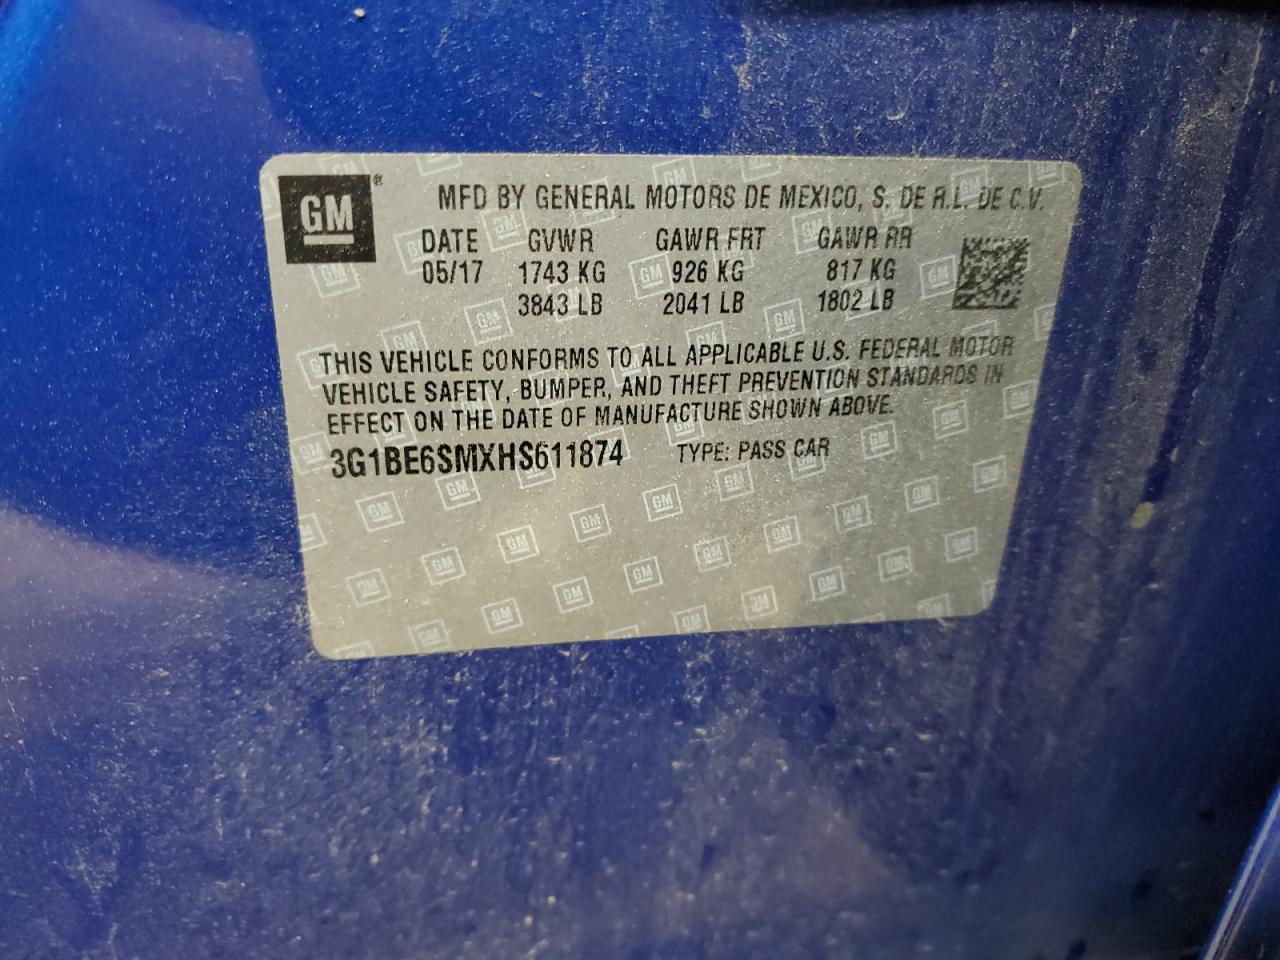 GM ® MFD BY GENERAL MOTORS DE MEXICO, S. DE R.L. DE C.V.
DATE GVWR GAWR FRT GAWR RR
05/17 1743 KG 926 KG 817 KG
3843 LB 2041 LB 1802 LB
THIS VEHICLE CONFORMS TO ALL APPLICABLE U.S. FEDERAL MOTOR
VEHICLE SAFETY, BUMPER, AND THEFT PREVENTION STANDARDS IN
EFFECT ON THE DATE OF MANUFACTURE SHOWN ABOVE.
3G1BE6SMXHS611874 TYPE: PASS CAR